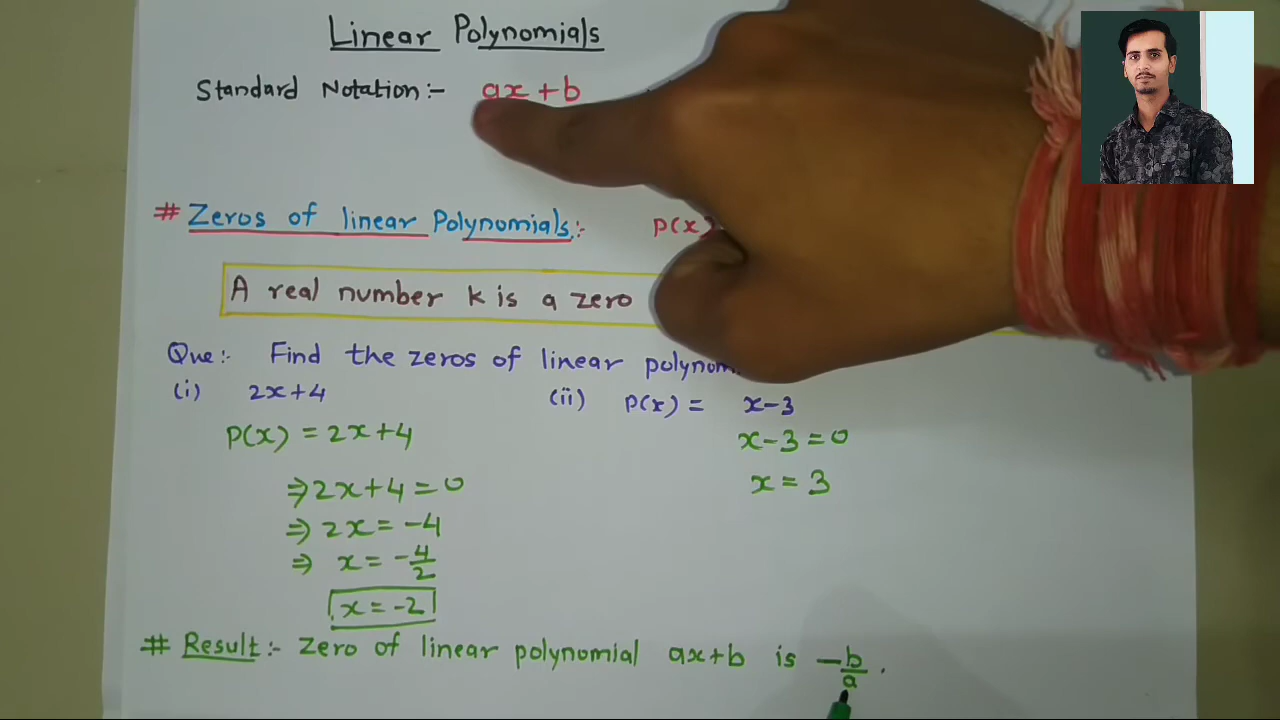 Linear Polynomials
Standard Notation:- ax+b
# Zeros of linear Polynomials:- P(x)
A real number k is a zero
Que:- Find the zeros of linear
(i) 2x+4 (ii) P(x) = x-3
P(x) = 2x+4 x-3=0
⇒2x+4=0 x=3
⇒ 2x = -4
⇒ x = -4/2
x = -2
# Result:- Zero of linear polynomial ax+b is -b/a.